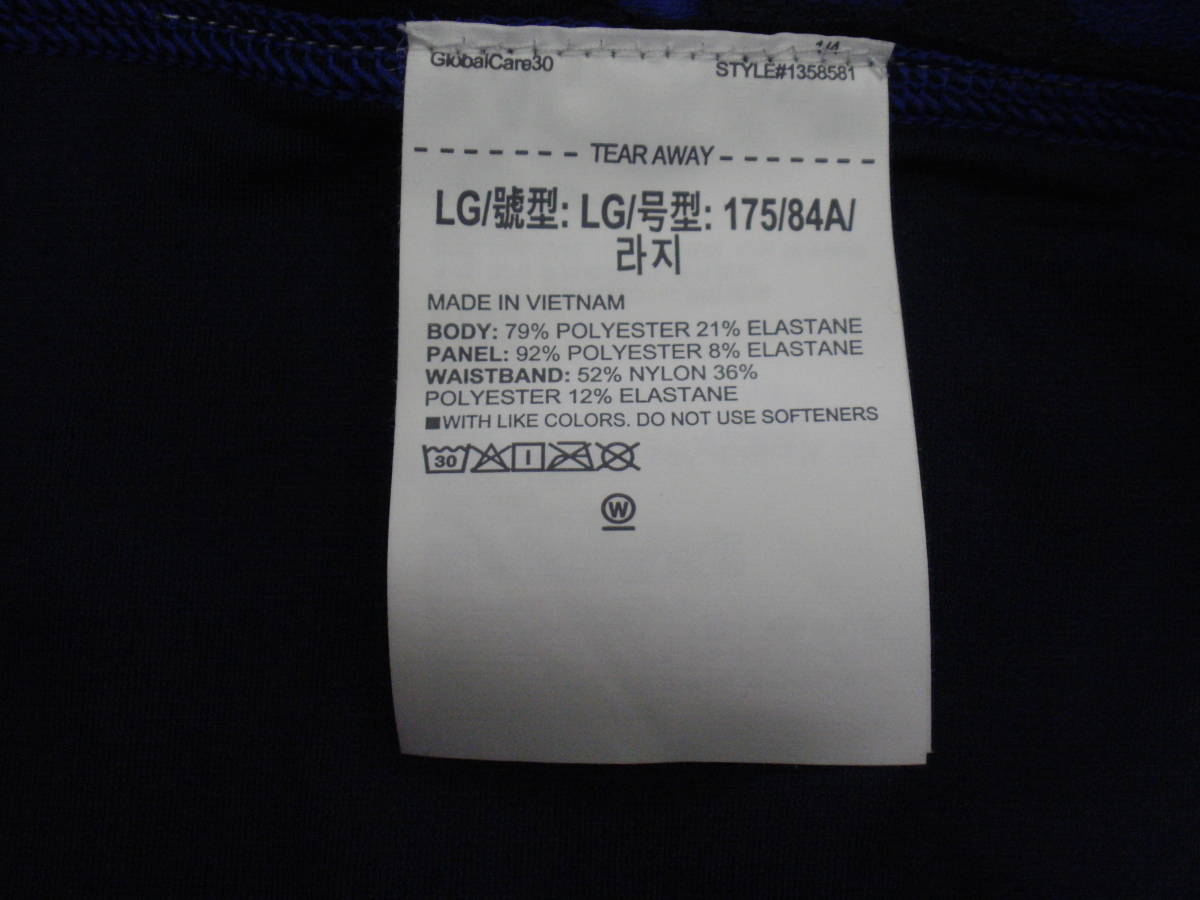 1/4
GlobalCare30 STYLE#1358581
- - - - - - - TEAR AWAY - - - - - - -
LG/號型: LG/号型: 175/84A/
라지
MADE IN VIETNAM
BODY: 79% POLYESTER 21% ELASTANE
PANEL: 92% POLYESTER 8% ELASTANE
WAISTBAND: 52% NYLON 36%
POLYESTER 12% ELASTANE
■WITH LIKE COLORS. DO NOT USE SOFTENERS
30
W